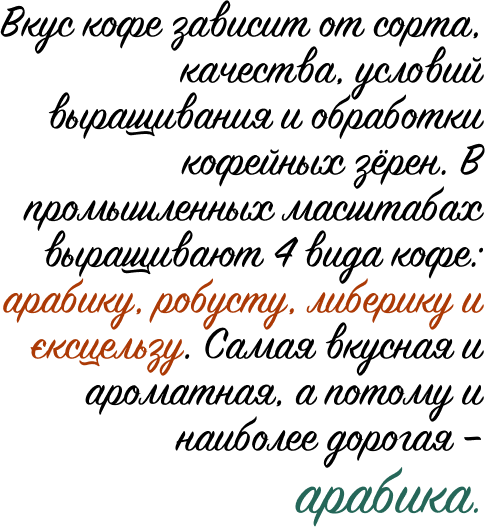 Вкус кофе зависит от сорта,
качества, условий
выращивания и обработки
кофейных зёрен. В
промышленных масштабах
выращивают 4 вида кофе:
арабику, робусту, либерику и
єксцельзу. Самая вкусная и
ароматная, а потому и
наиболее дорогая –
арабика.